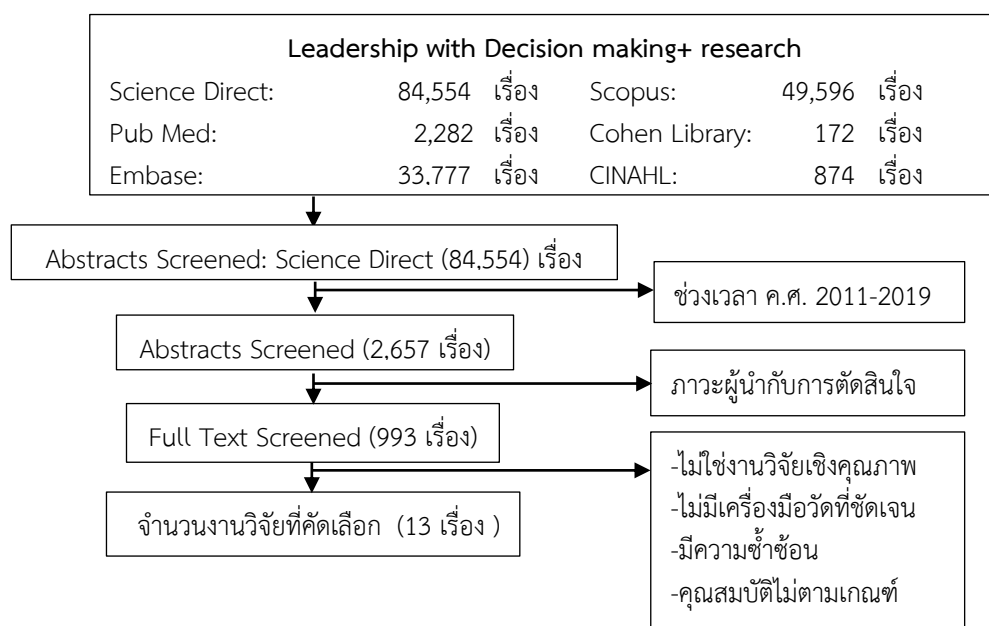 Leadership with Decision making+ research
Science Direct: 84,554 เรื่อง Scopus: 49,596 เรื่อง
Pub Med: 2,282 เรื่อง Cohen Library: 172 เรื่อง
Embase: 33,777 เรื่อง CINAHL: 874 เรื่อง
Abstracts Screened: Science Direct (84,554) เรื่อง
ช่วงเวลา ค.ศ. 2011-2019
Abstracts Screened (2,657 เรื่อง)
ภาวะผู้นำกับการตัดสินใจ
Full Text Screened (993 เรื่อง)
-ไม่ใช่งานวิจัยเชิงคุณภาพ
-ไม่มีเครื่องมือวัดที่ชัดเจน
-มีความซ้ำซ้อน
-คุณสมบัติไม่ตามเกณฑ์
จำนวนงานวิจัยที่คัดเลือก (13 เรื่อง )